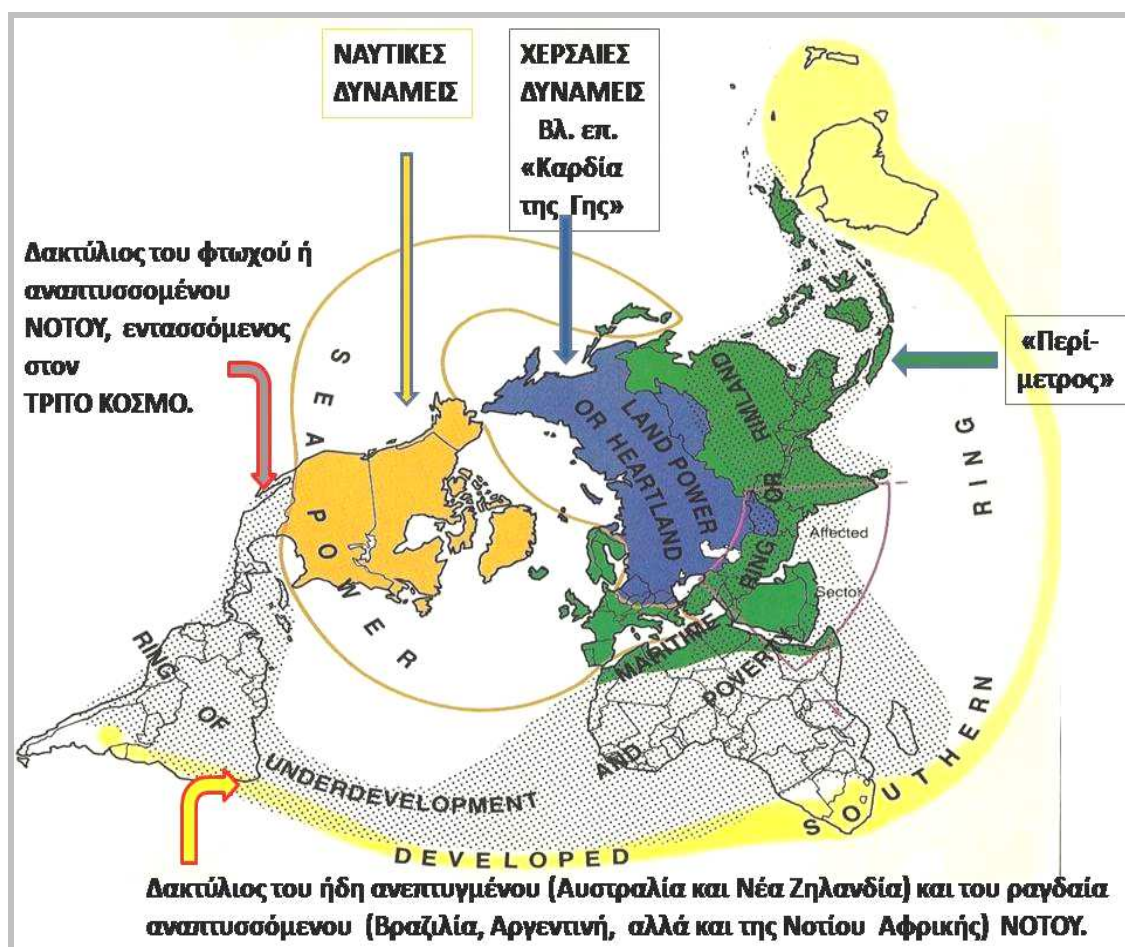 ΝΑΥΤΙΚΕΣ
ΔΥΝΑΜΕΙΣ
ΧΕΡΣΑΙΕΣ
ΔΥΝΑΜΕΙΣ
Βλ. επ.
«Καρδία
της Γης»
Δακτύλιος του φτωχού ή
αναπτυσσομένου
ΝΟΤΟΥ, εντασσόμενος
στον
ΤΡΙΤΟ ΚΟΣΜΟ.
«Περί-
μετρος»
SEA
POWER
LAND POWER
OR HEARTLAND
MARITIME RING OR RIMLAND
Affected
Sector
RING OF UNDERDEVELOPMENT AND POVERTY
DEVELOPED SOUTHERN RING
Δακτύλιος του ήδη ανεπτυγμένου (Αυστραλία και Νέα Ζηλανδία) και του ραγδαία
αναπτυσσόμενου (Βραζιλία, Αργεντινή, αλλά και της Νοτίου Αφρικής) ΝΟΤΟΥ.